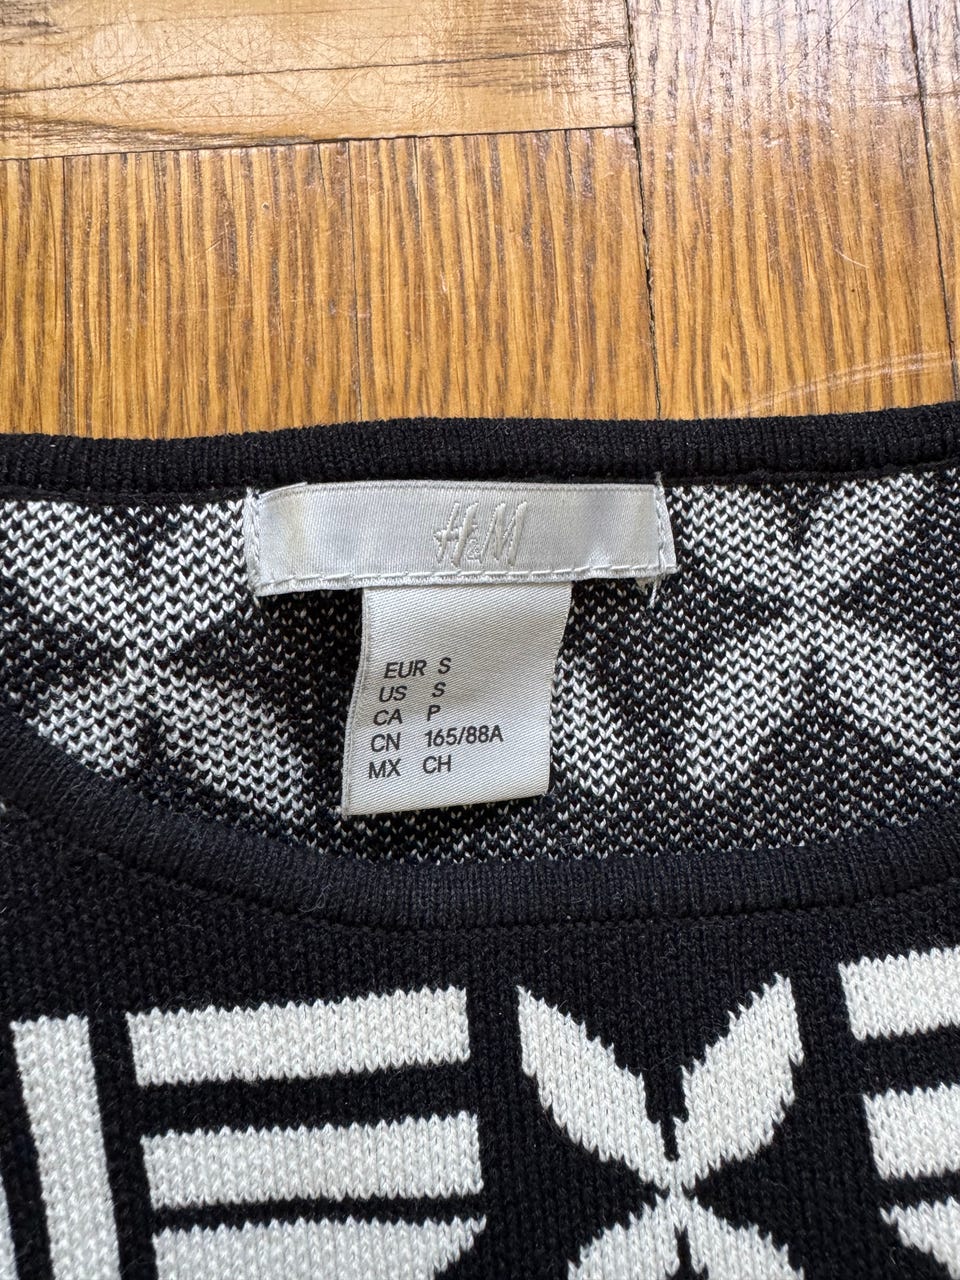 H&M
EUR S
US S
CA P
CN 165/88A
MX CH